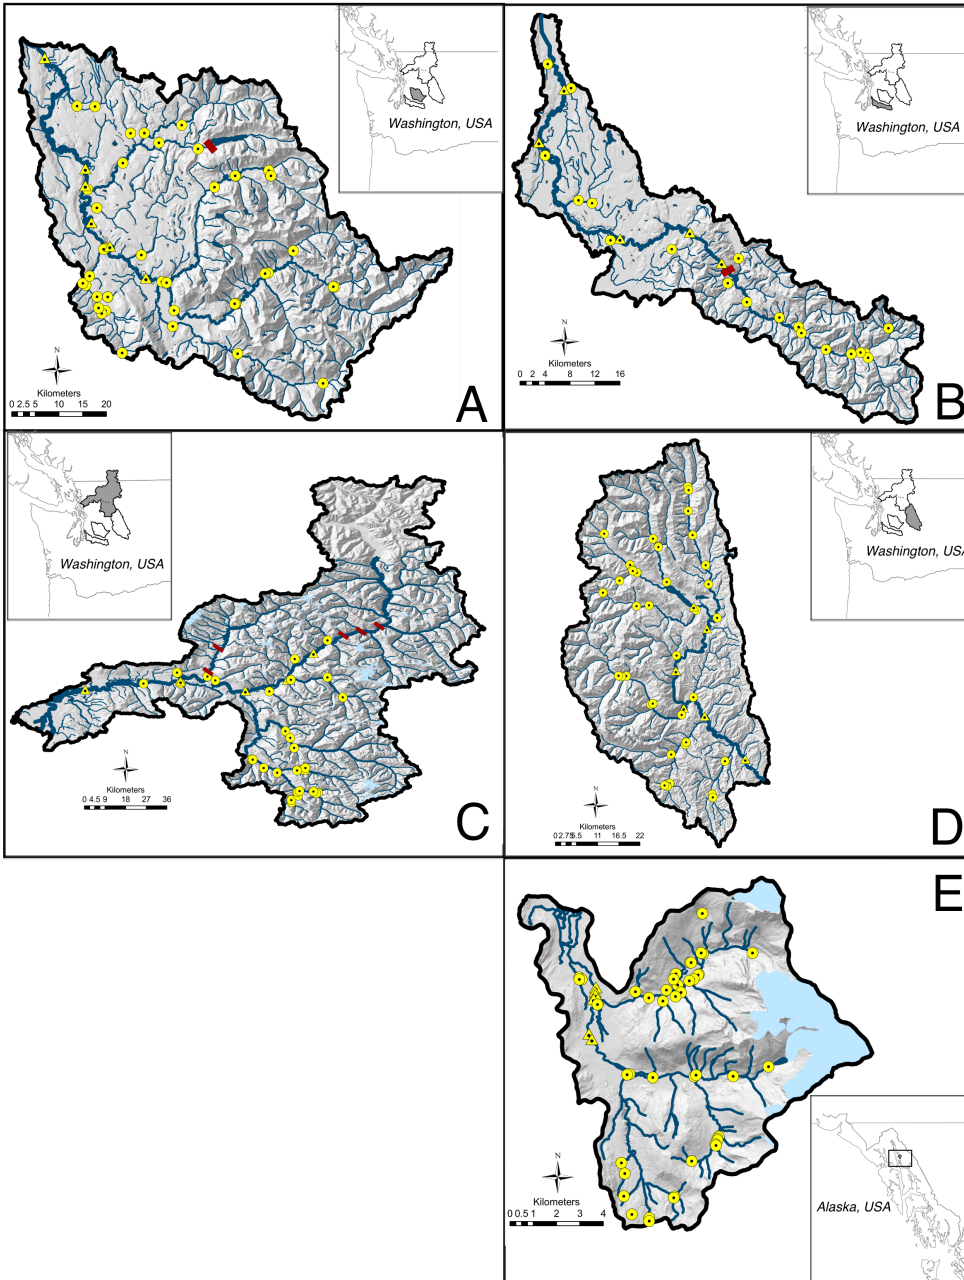 Washington, USA
N
Kilometers
0 2.5 5 10 15 20
A
Washington, USA
N
Kilometers
0 2 4 8 12 16
B
Washington, USA
N
Kilometers
0 4.5 9 18 27 36
C
Washington, USA
N
Kilometers
0 2.75 5.5 11 16.5 22
D
E
N
Kilometers
0 0.5 1 2 3 4
Alaska, USA